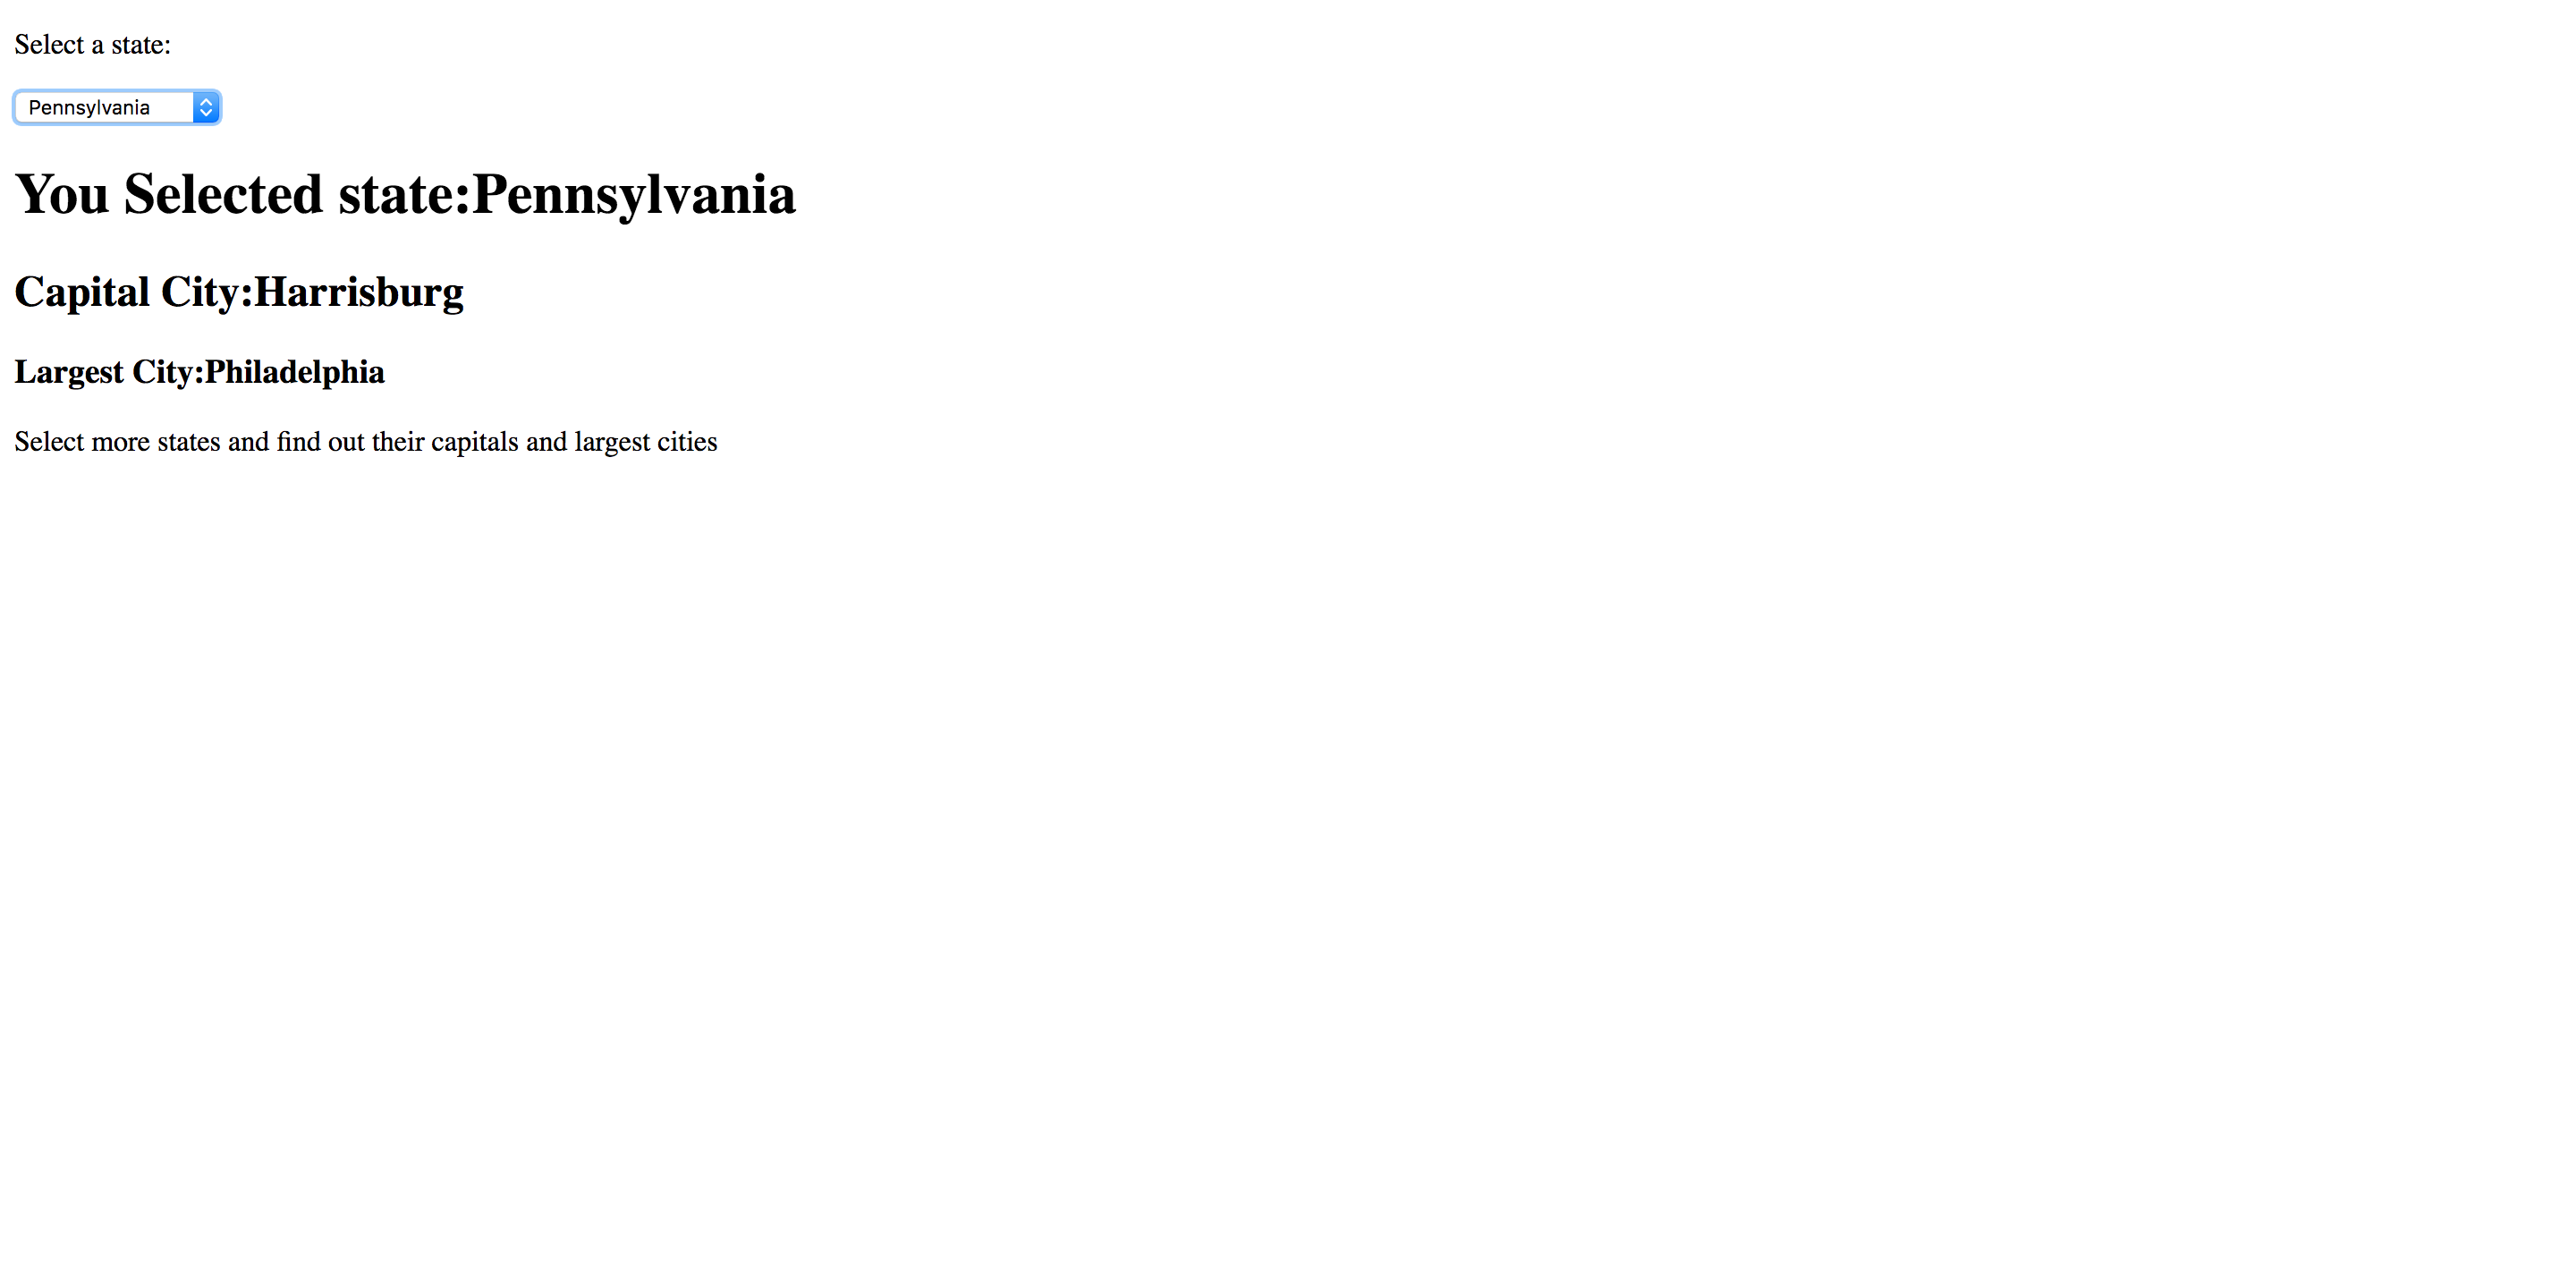 Select a state:
Pennsylvania
You Selected state:Pennsylvania
Capital City:Harrisburg
Largest City:Philadelphia
Select more states and find out their capitals and largest cities